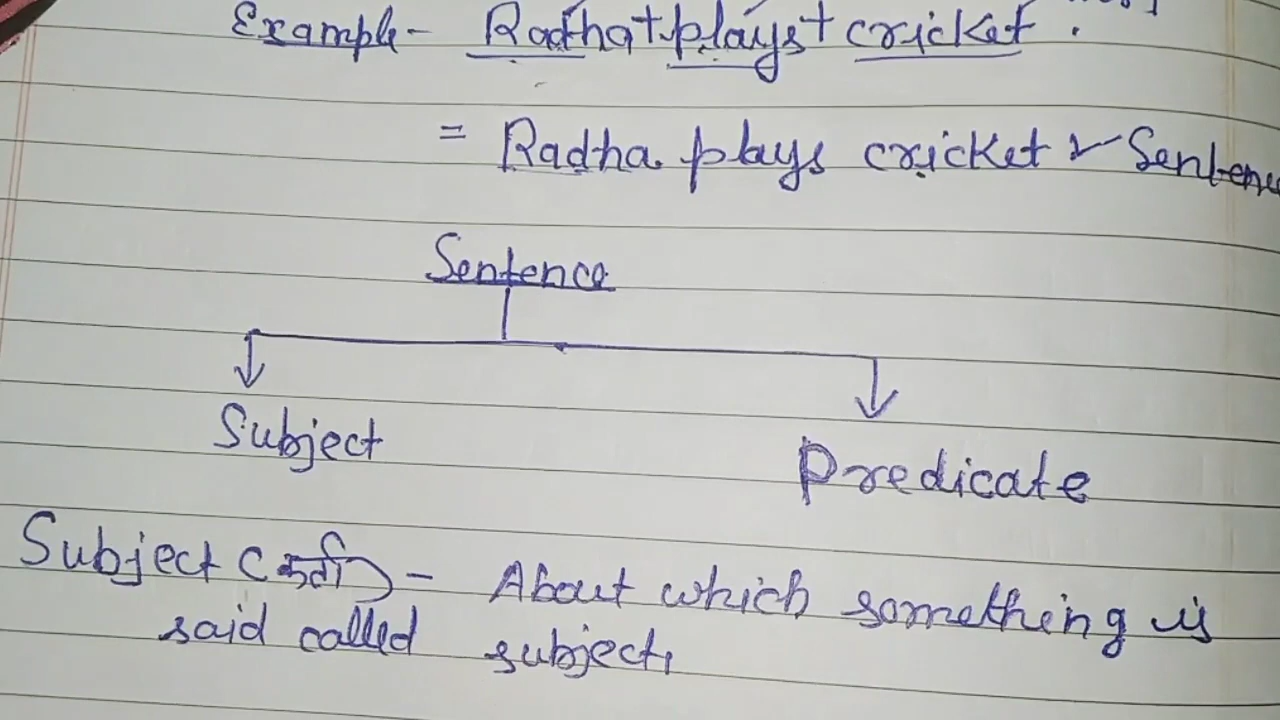 Example - Radha + plays + cricket.
= Radha plays cricket ✓ Sentence
Sentence
Subject Predicate
Subject (कर्ता) - About which something is
said called subject,